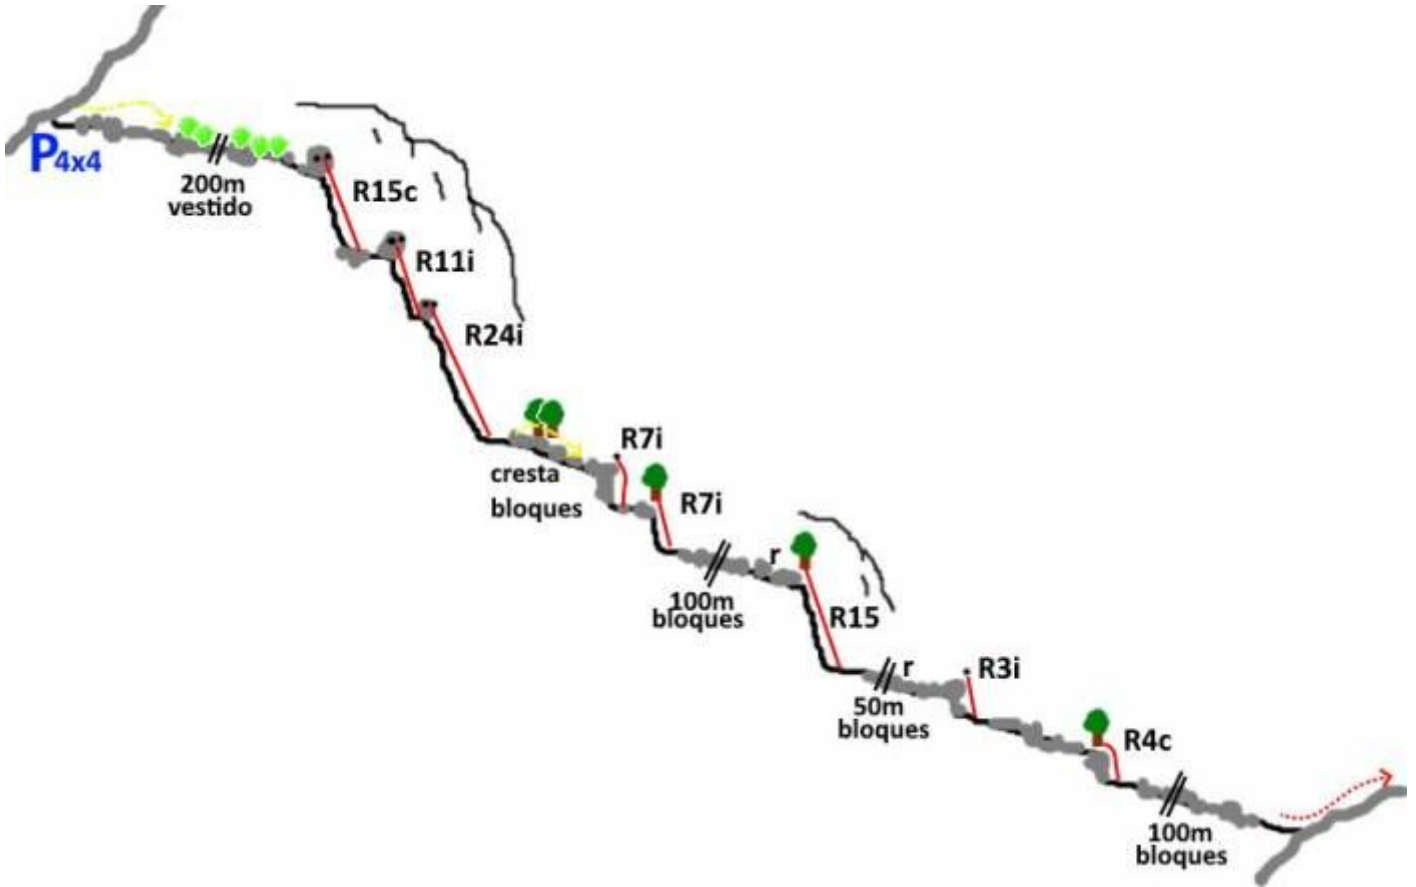 P4x4
200m
vestido
R15c
R11i
R24i
cresta
bloques
R7i
R7i
100m
bloques
r
R15
r
50m
bloques
R3i
R4c
100m
bloques